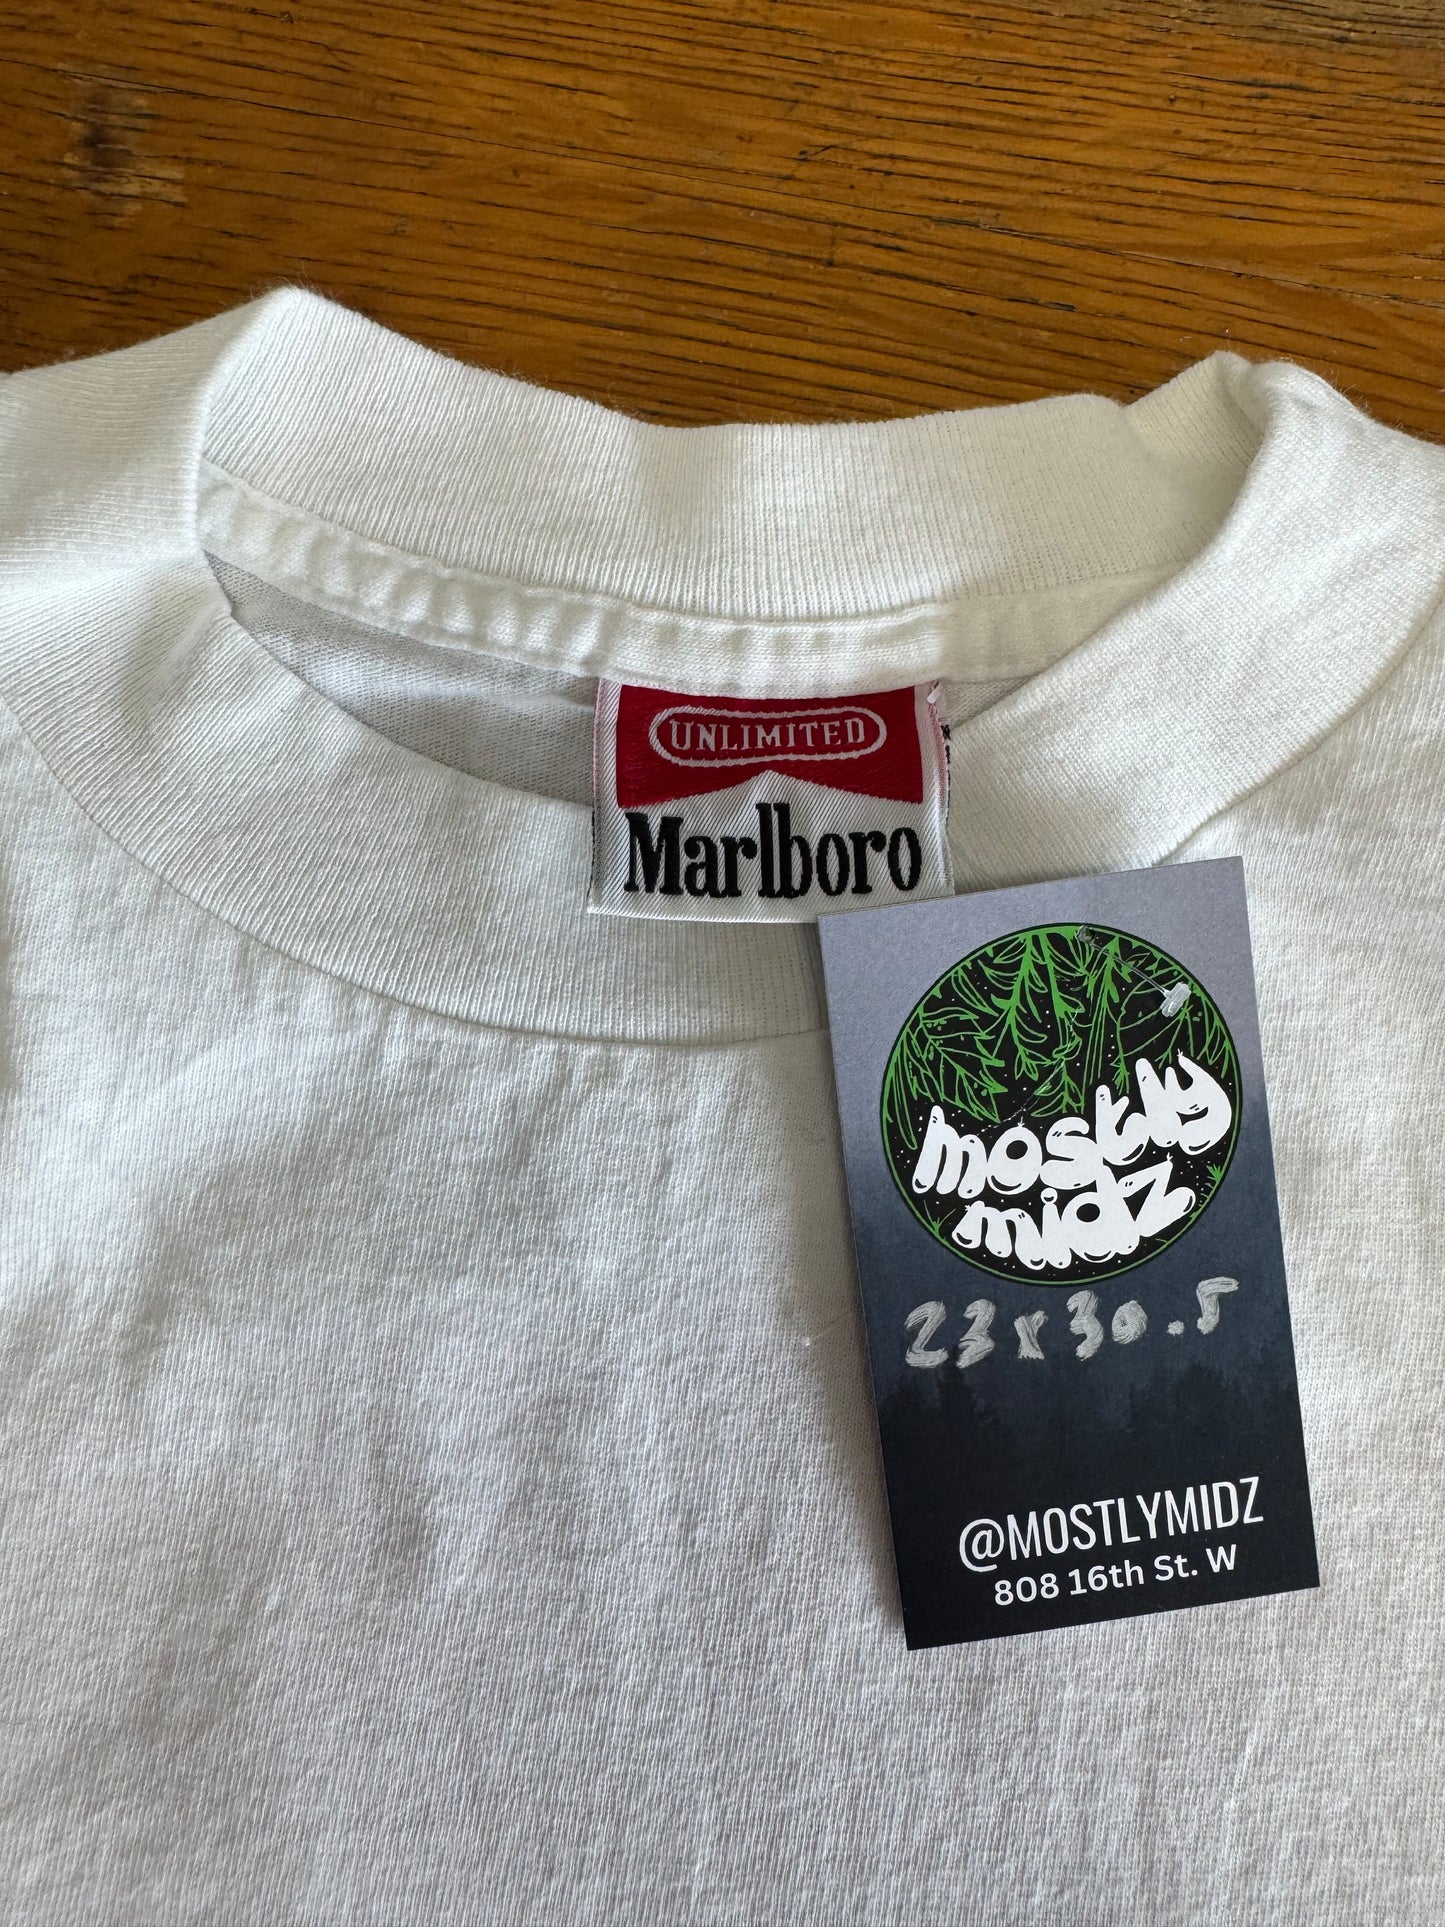 UNLIMITED
Marlboro
mostly
midz
23x30.5
@MOSTLYMIDZ
808 16th St. W